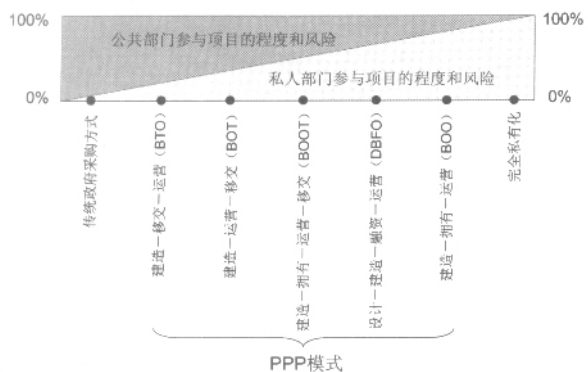 100%
100%
公共部门参与项目的程度和风险
私人部门参与项目的程度和风险
0%
0%
传统政府采购方式
建造－移交－运营（BTO）
建造－运营－移交（BOT）
建造－拥有－运营－移交（BOOT）
设计－建造－融资－运营（DBFO）
建造－拥有－运营（BOO）
完全私有化
PPP模式